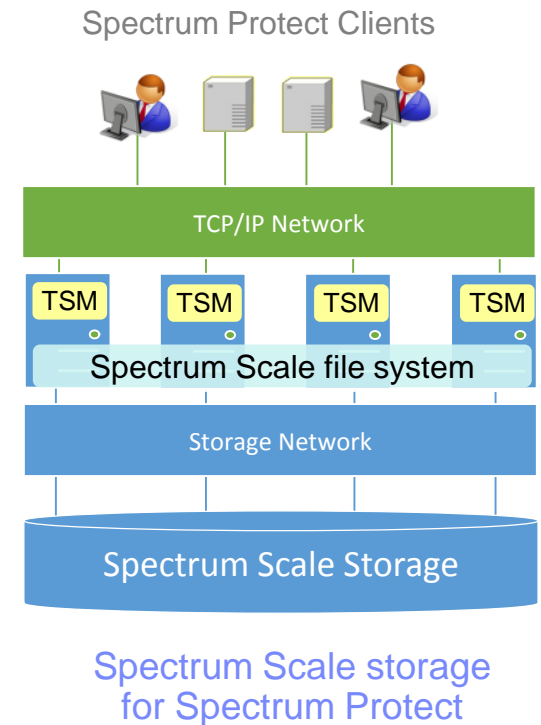 Spectrum Protect Clients
TCP/IP Network
TSM TSM TSM TSM
Spectrum Scale file system
Storage Network
Spectrum Scale Storage
Spectrum Scale storage
for Spectrum Protect